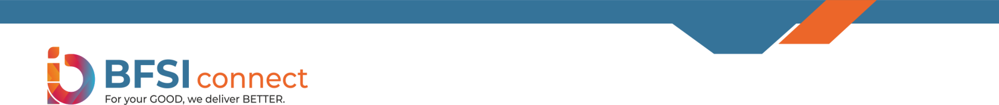 BFSI connect
For your GOOD, we deliver BETTER.